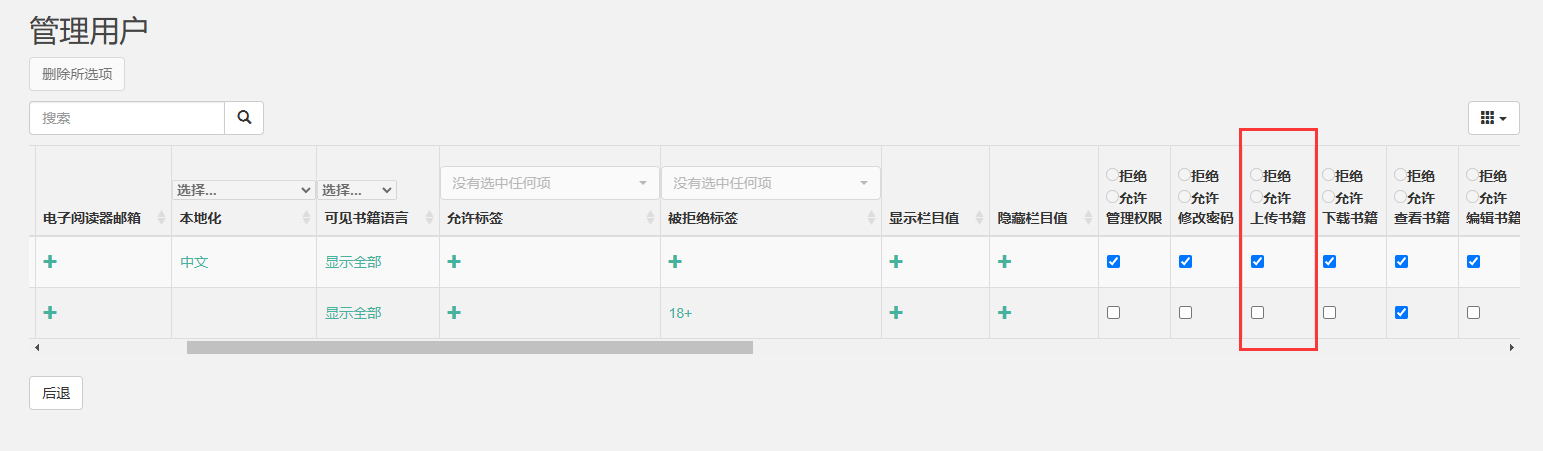 管理用户
删除所选项
搜索
选择... 选择... 没有选中任何项 没有选中任何项 拒绝 拒绝 拒绝 拒绝 拒绝 拒绝
允许 允许 允许 允许 允许 允许
电子阅读器邮箱 本地化 可见书籍语言 允许标签 被拒绝标签 显示栏目值 隐藏栏目值 管理权限 修改密码 上传书籍 下载书籍 查看书籍 编辑书籍
中文 显示全部
显示全部 18+
后退